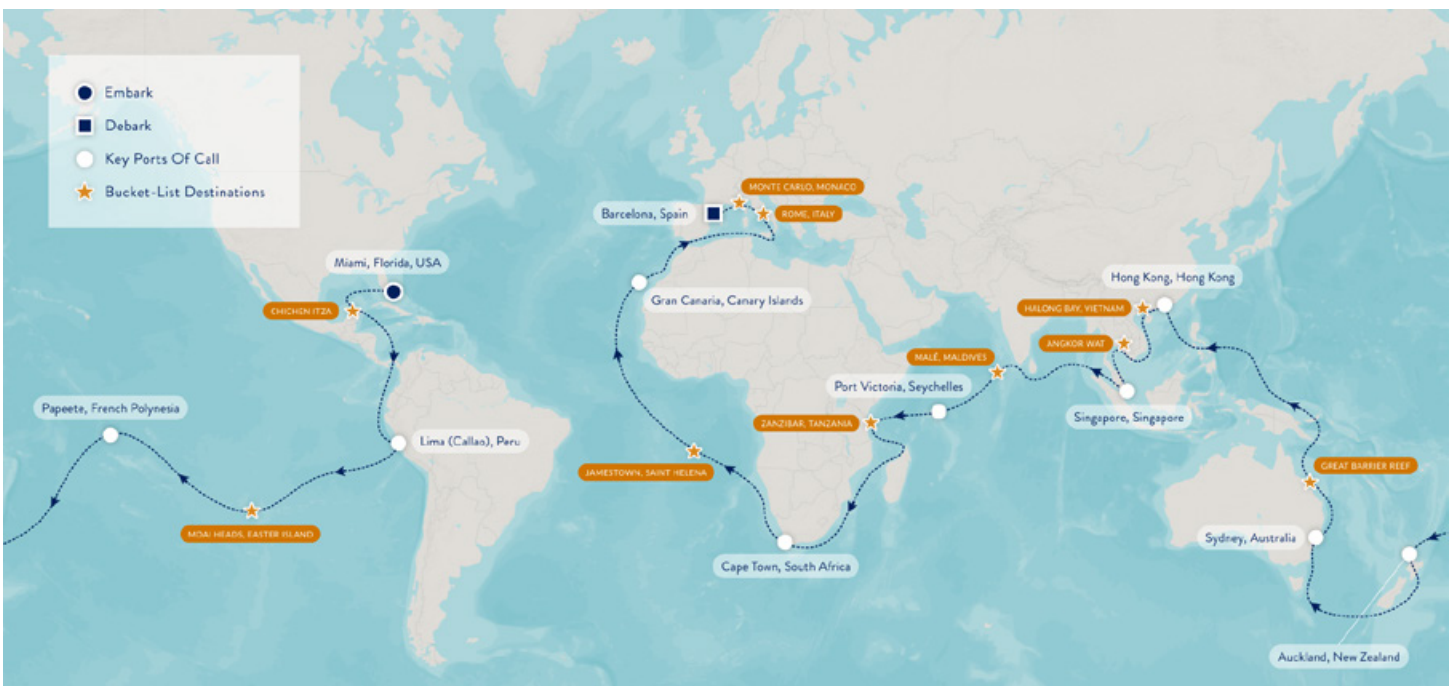 Embark
Debark
Key Ports Of Call
Bucket-List Destinations
MONTE CARLO, MONACO
Barcelona, Spain
ROME, ITALY
Miami, Florida, USA
Hong Kong, Hong Kong
Gran Canaria, Canary Islands
CHICHEN ITZA
HALONG BAY, VIETNAM
ANGKOR WAT
MALÉ, MALDIVES
Port Victoria, Seychelles
Papeete, French Polynesia
Singapore, Singapore
ZANZIBAR, TANZANIA
Lima (Callao), Peru
GREAT BARRIER REEF
JAMESTOWN, SAINT HELENA
MOAI HEADS, EASTER ISLAND
Sydney, Australia
Cape Town, South Africa
Auckland, New Zealand